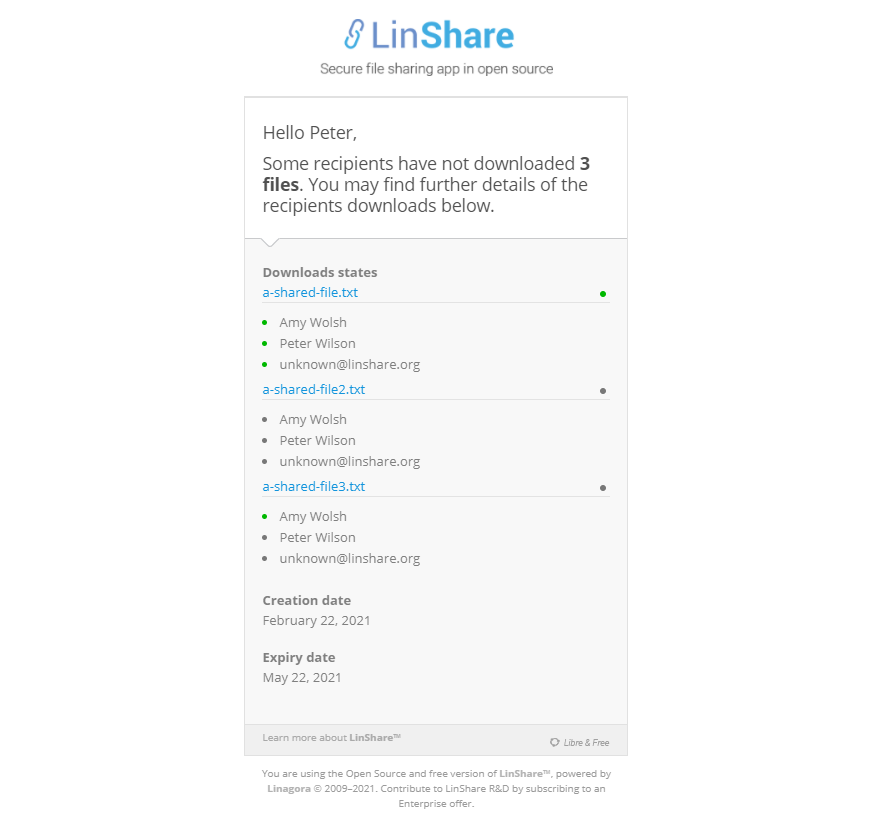 LinShare
Secure file sharing app in open source
Hello Peter,
Some recipients have not downloaded 3
files. You may find further details of the
recipients downloads below.
Downloads states
a-shared-file.txt
Amy Wolsh
Peter Wilson
unknown@linshare.org
a-shared-file2.txt
Amy Wolsh
Peter Wilson
unknown@linshare.org
a-shared-file3.txt
Amy Wolsh
Peter Wilson
unknown@linshare.org
Creation date
February 22, 2021
Expiry date
May 22, 2021
Learn more about LinShare™
Libre & Free
You are using the Open Source and free version of LinShare™, powered by
Linagora © 2009–2021. Contribute to LinShare R&D by subscribing to an
Enterprise offer.